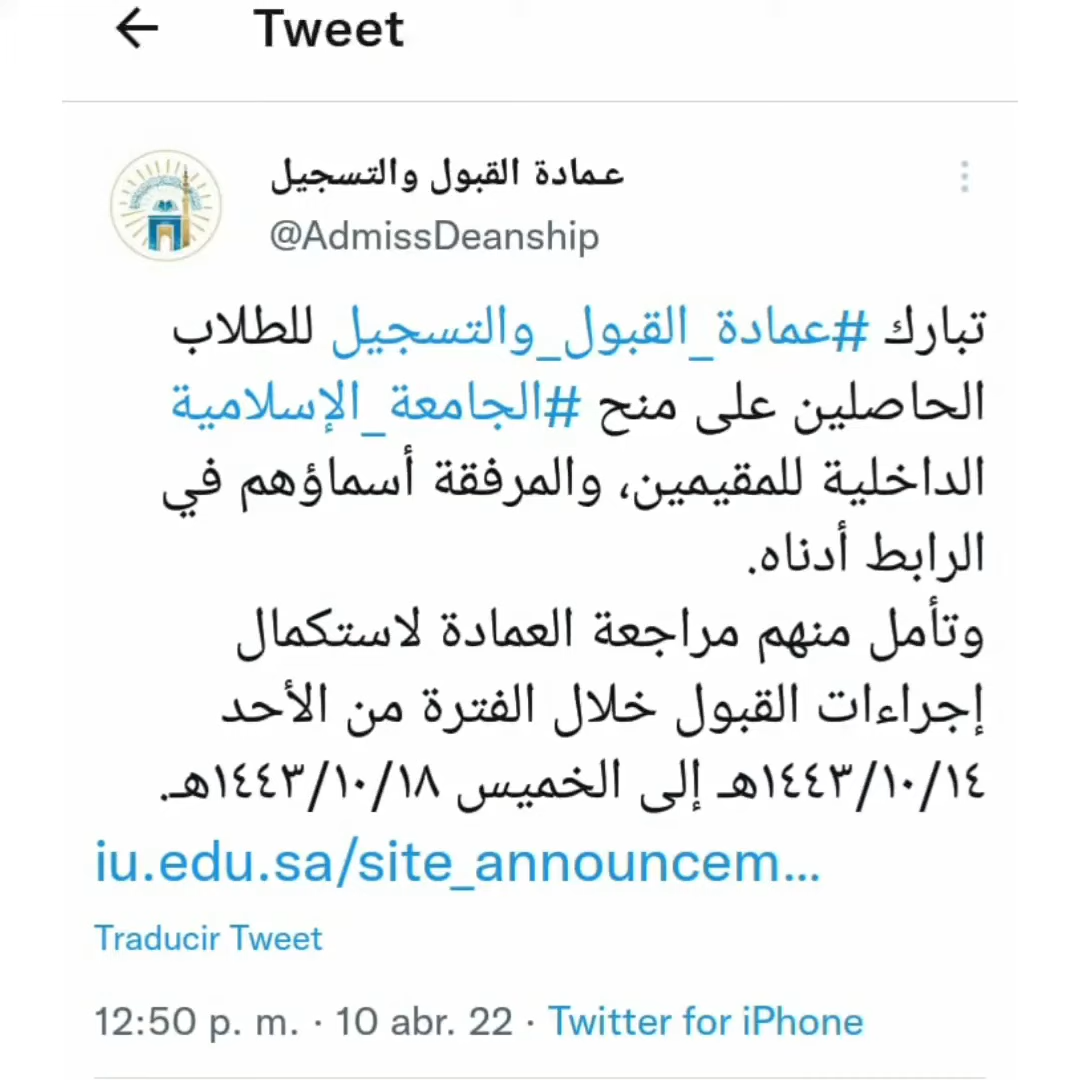 Tweet
عمادة القبول والتسجيل
@AdmissDeanship
تبارك #عمادة_القبول_والتسجيل للطلاب
الحاصلين على منح #الجامعة_الإسلامية
الداخلية للمقيمين، والمرفقة أسماؤهم في
الرابط أدناه.
وتأمل منهم مراجعة العمادة لاستكمال
إجراءات القبول خلال الفترة من الأحد
١٤٤٣/١٠/١٤هـ إلى الخميس ١٤٤٣/١٠/١٨هـ.
iu.edu.sa/site_announcem...
Traducir Tweet
12:50 p. m. · 10 abr. 22 · Twitter for iPhone